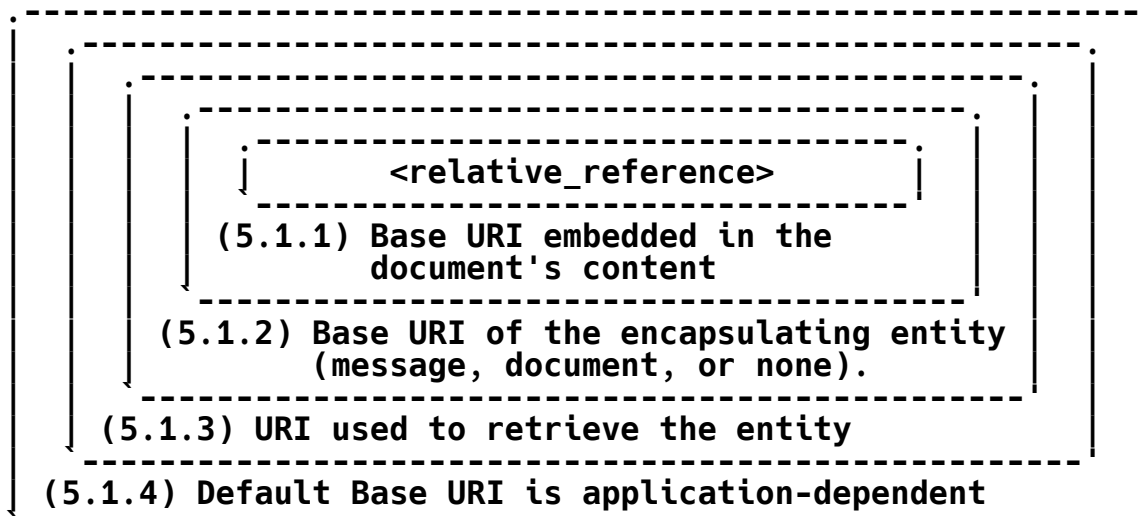 <relative_reference>
(5.1.1) Base URI embedded in the
document's content
(5.1.2) Base URI of the encapsulating entity
(message, document, or none).
(5.1.3) URI used to retrieve the entity
(5.1.4) Default Base URI is application-dependent